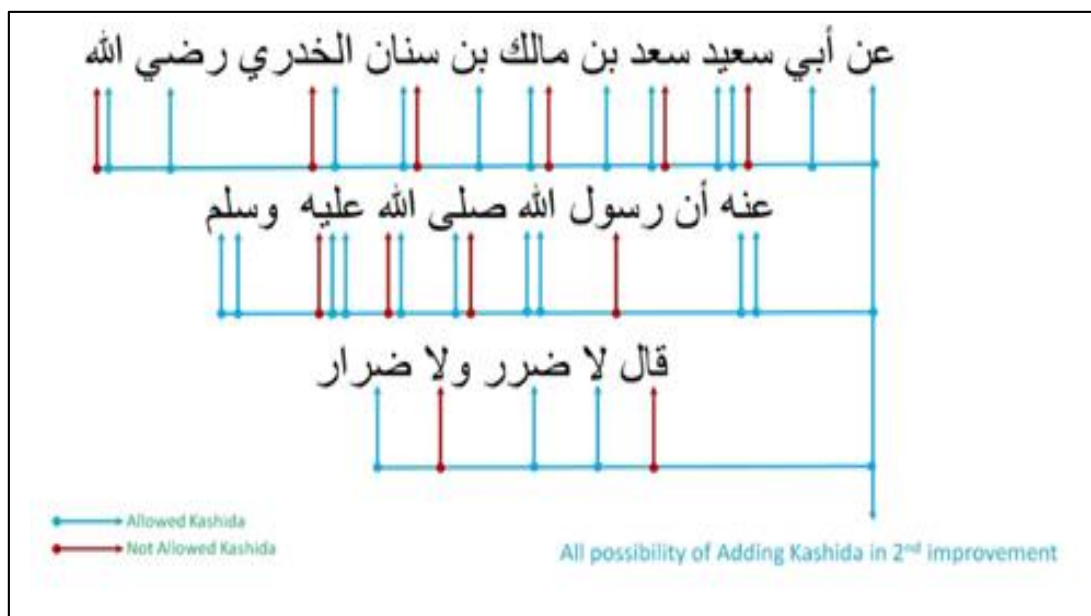 عن أبي سعيد سعد بن مالك بن سنان الخدري رضي الله
عنه أن رسول الله صلى الله عليه وسلم
قال لا ضرر ولا ضرار
Allowed Kashida
Not Allowed Kashida
All possibility of Adding Kashida in 2nd improvement